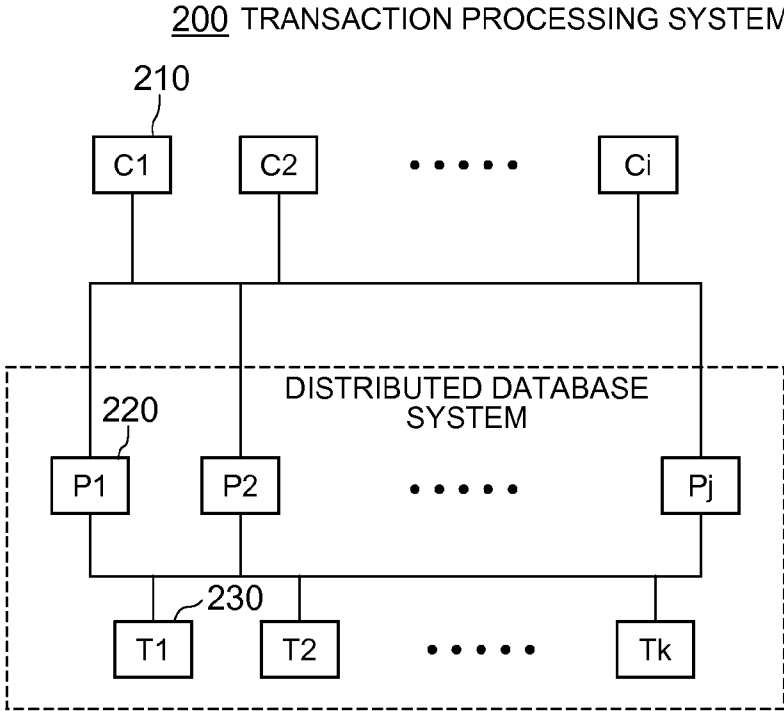 200 TRANSACTION PROCESSING SYSTEM
210
C1 C2 ..... Ci
DISTRIBUTED DATABASE
SYSTEM
220
P1 P2 ..... Pj
230
T1 T2 ..... Tk